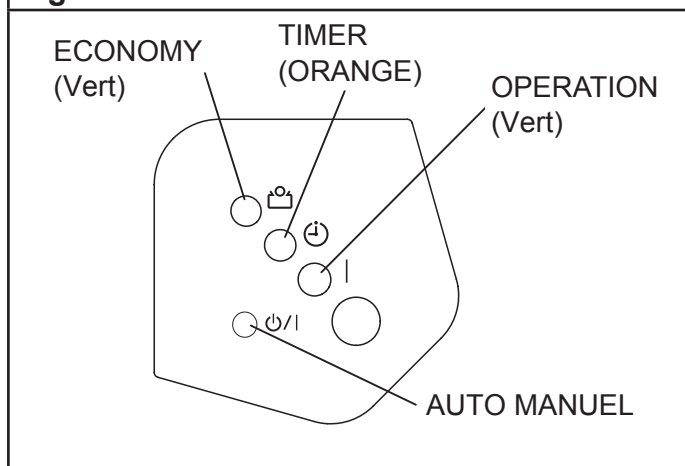 ECONOMY
(Vert)
TIMER
(ORANGE)
OPERATION
(Vert)
⏻/I
AUTO MANUEL